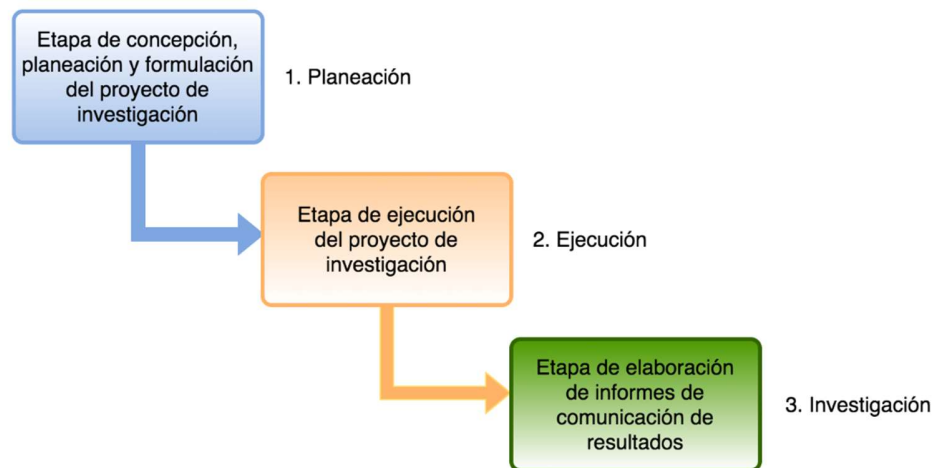 Etapa de concepción,
planeación y formulación
del proyecto de
investigación
1. Planeación
Etapa de ejecución
del proyecto de
investigación
2. Ejecución
Etapa de elaboración
de informes de
comunicación de
resultados
3. Investigación